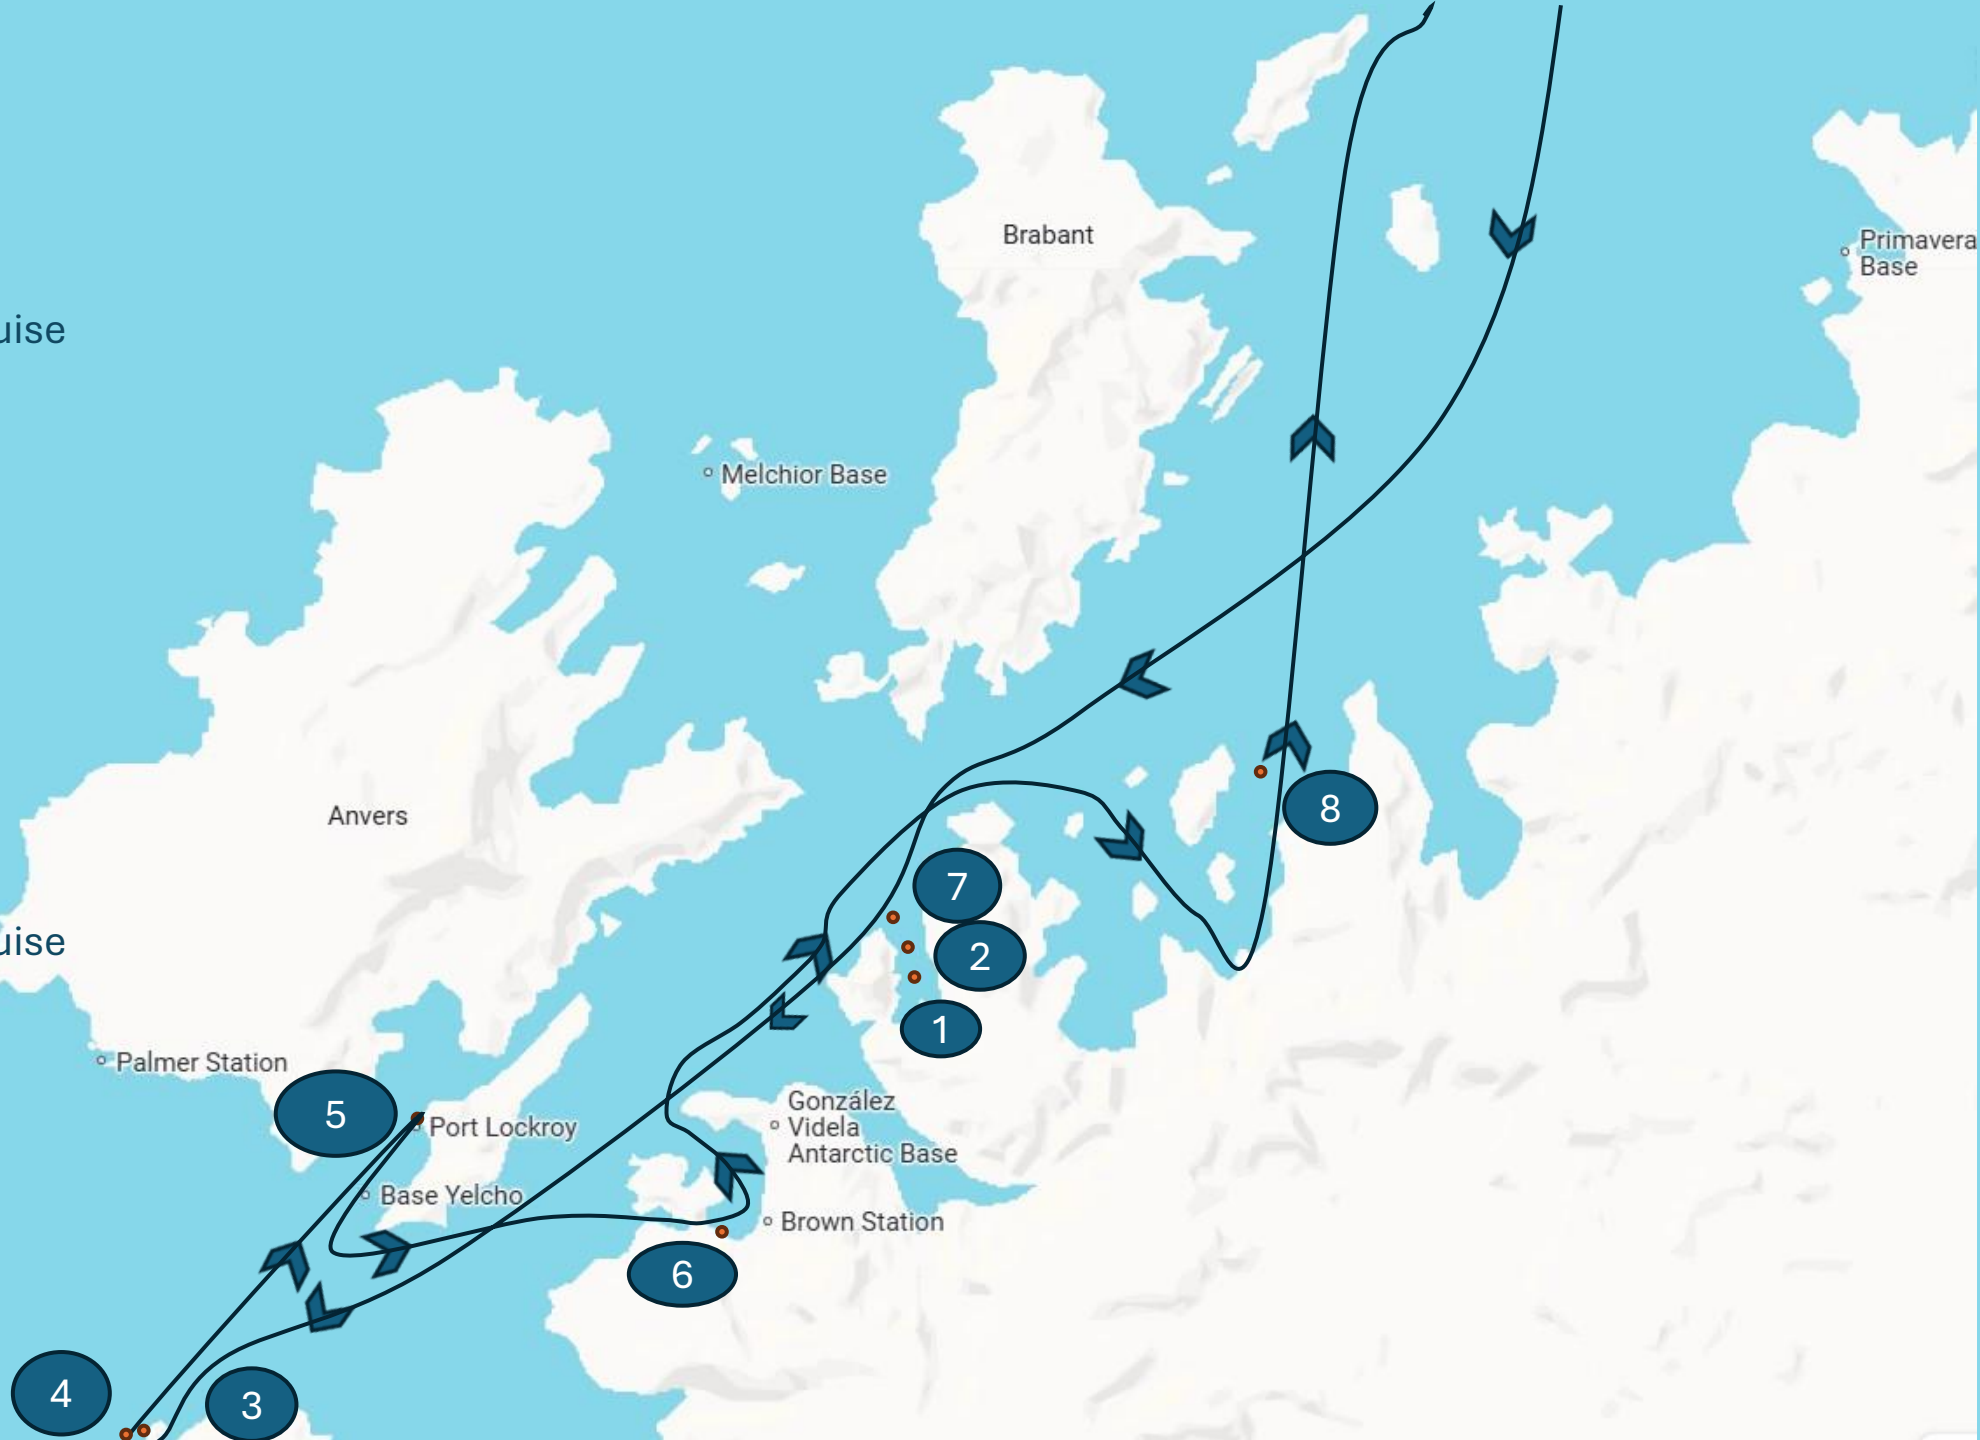 Brabant
Primavera
Base
uise
Melchior Base
Anvers
8
7
2
uise
1
Palmer Station
5
Port Lockroy
González
Videla
Antarctic Base
Base Yelcho
Brown Station
6
4
3